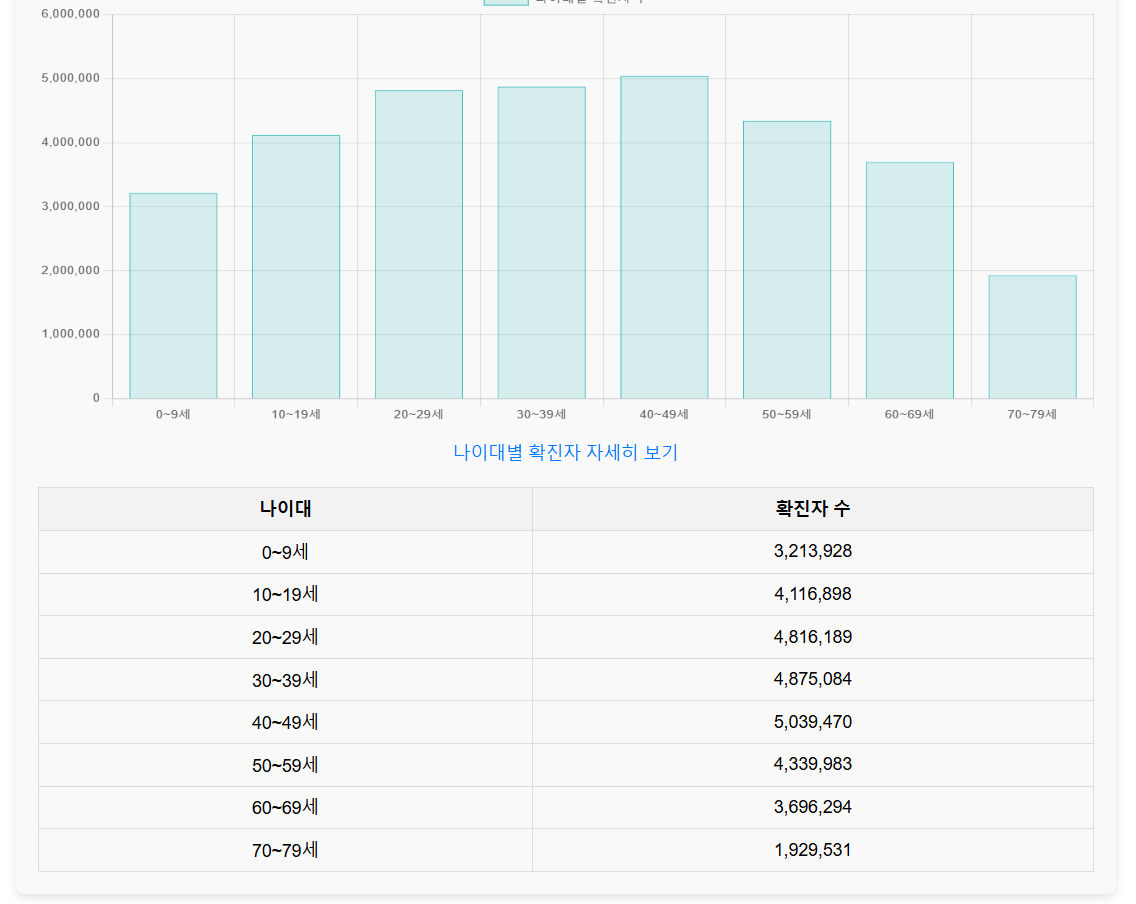 6,000,000
5,000,000
4,000,000
3,000,000
2,000,000
1,000,000
0
0~9세 10~19세 20~29세 30~39세 40~49세 50~59세 60~69세 70~79세
나이대별 확진자 자세히 보기
나이대 확진자 수
0~9세 3,213,928
10~19세 4,116,898
20~29세 4,816,189
30~39세 4,875,084
40~49세 5,039,470
50~59세 4,339,983
60~69세 3,696,294
70~79세 1,929,531